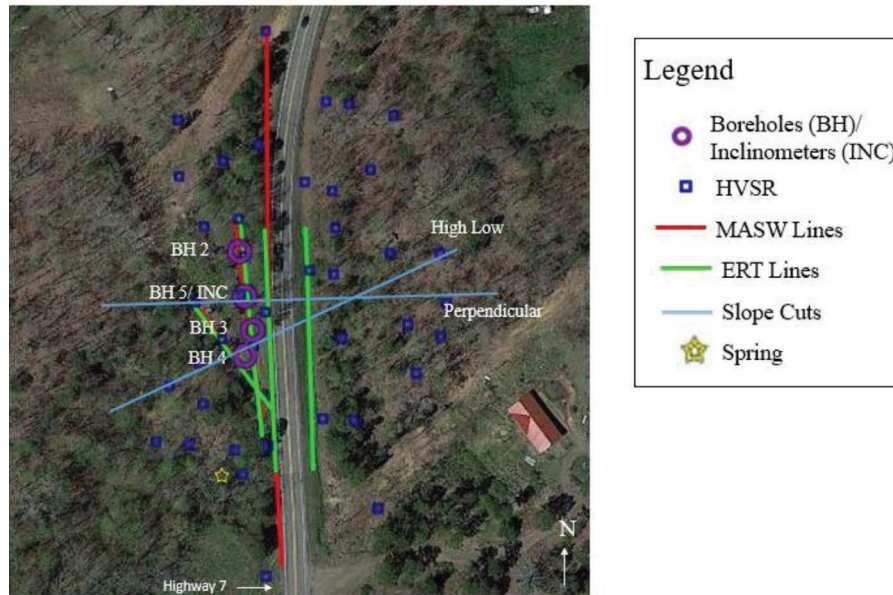 High Low
BH 2
BH 5/ INC
Perpendicular
BH 3
BH 4
N
Highway 7
Legend
Boreholes (BH)/
Inclinometers (INC)
HVSR
MASW Lines
ERT Lines
Slope Cuts
Spring